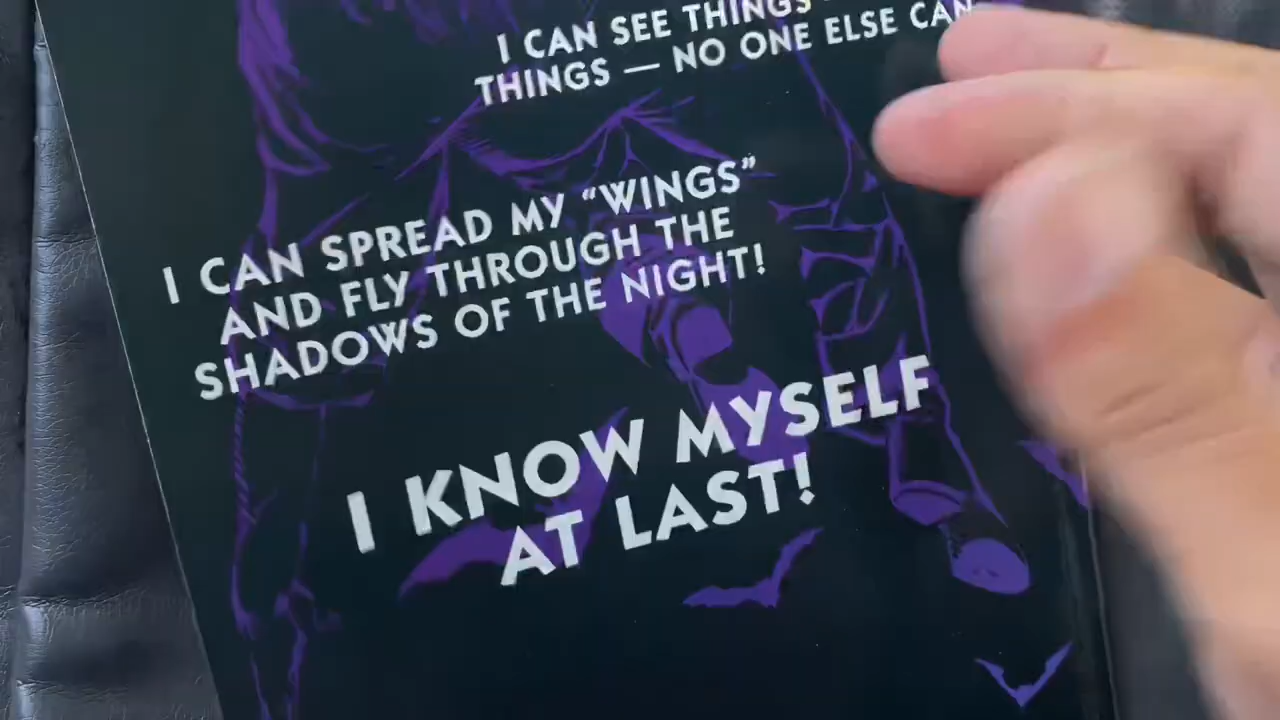 I CAN SEE THINGS
THINGS — NO ONE ELSE CAN
I CAN SPREAD MY “WINGS”
AND FLY THROUGH THE
SHADOWS OF THE NIGHT!
I KNOW MYSELF
AT LAST!